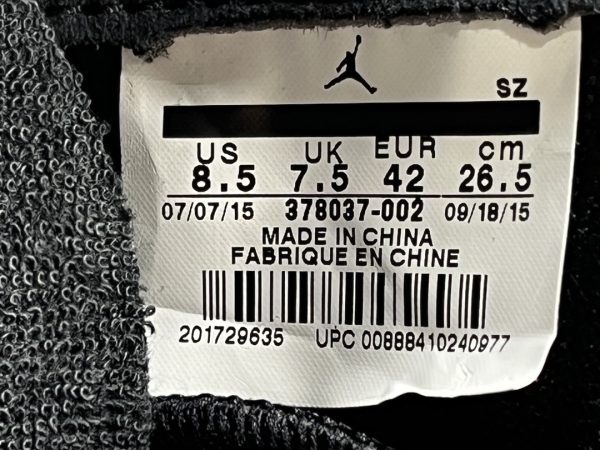 SZ
US UK EUR cm
8.5 7.5 42 26.5
07/07/15 378037-002 09/18/15
MADE IN CHINA
FABRIQUE EN CHINE
201729635 UPC 00888410240977